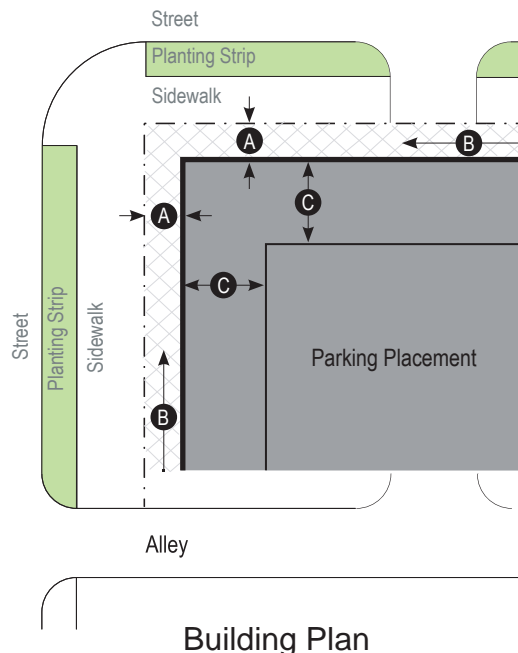 Street
Planting Strip
Sidewalk
A
B
C
A
C
Street
Planting Strip
Sidewalk
Parking Placement
B
Alley
Building Plan